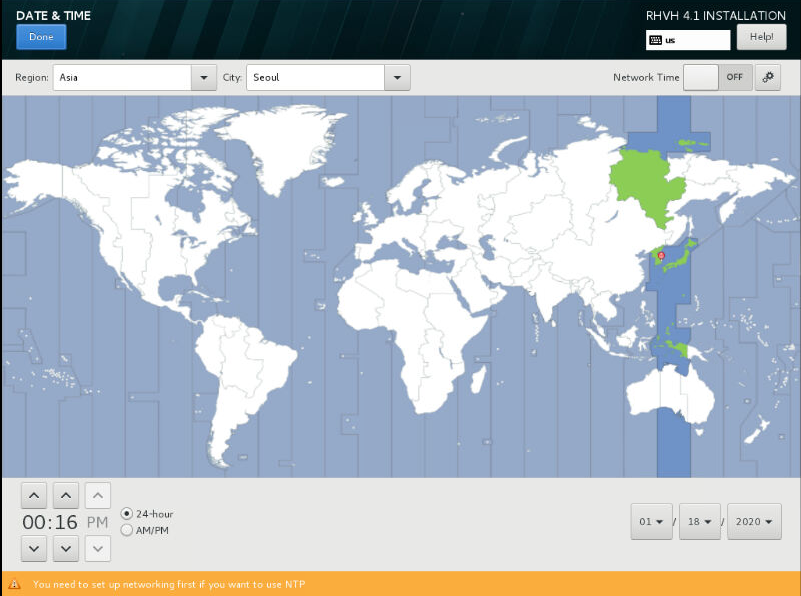 DATE & TIME
RHVH 4.1 INSTALLATION
Done
us
Help!
Region: Asia City: Seoul Network Time OFF
00:16 PM
24-hour
AM/PM
01 / 18 / 2020
You need to set up networking first if you want to use NTP